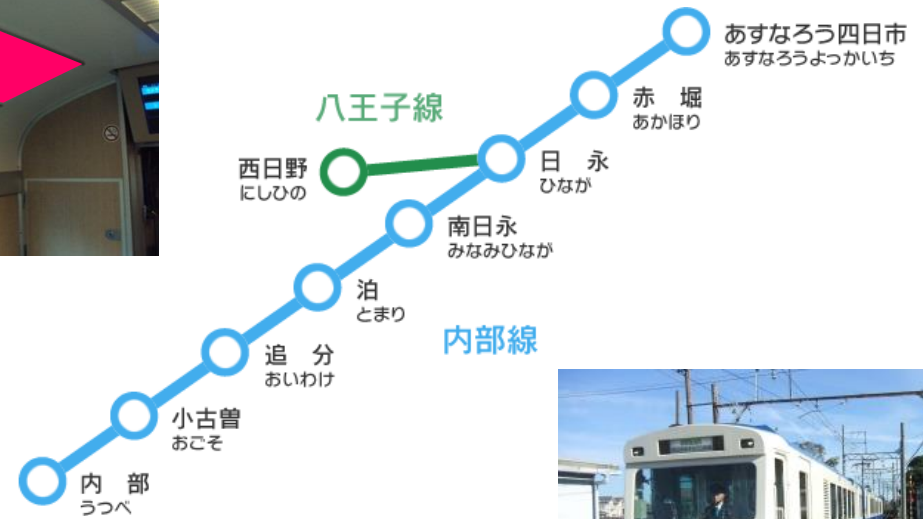 あすなろう四日市
あすなろうよっかいち
赤　堀
あかほり
八王子線
日　永
ひなが
西日野
にしひの
南日永
みなみひなが
泊
とまり
内部線
追　分
おいわけ
小古曽
おごそ
内　部
うつべ